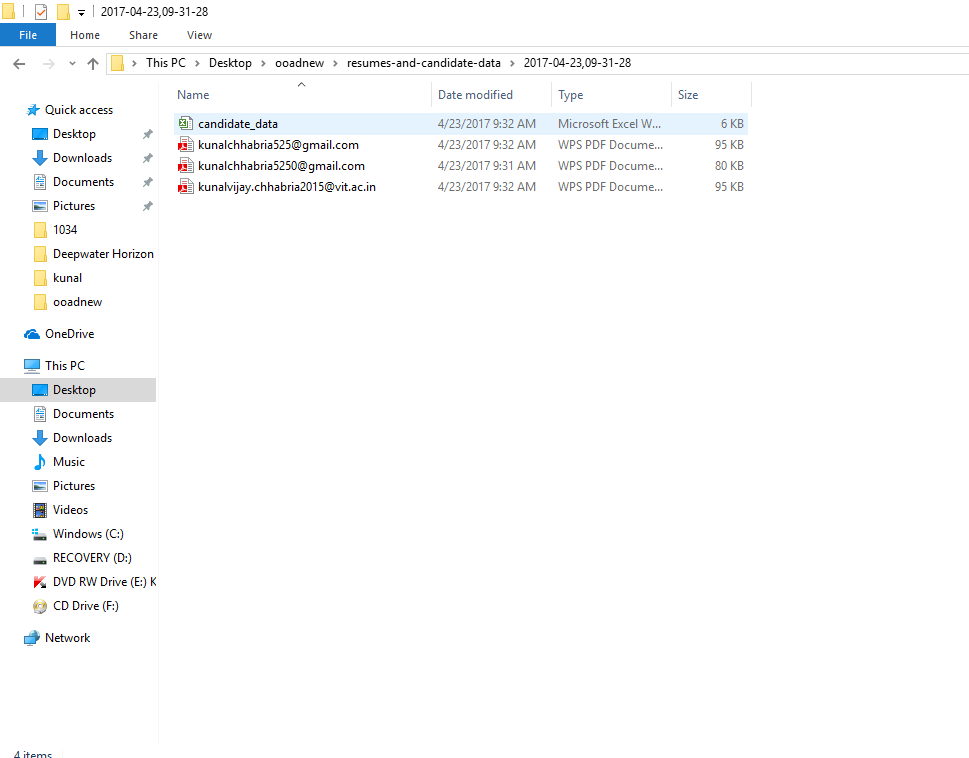 2017-04-23,09-31-28
File Home Share View
This PC Desktop ooadnew resumes-and-candidate-data 2017-04-23,09-31-28
Quick access
Desktop
Downloads
Documents
Pictures
1034
Deepwater Horizon
kunal
ooadnew
OneDrive
This PC
Desktop
Documents
Downloads
Music
Pictures
Videos
Windows (C:)
RECOVERY (D:)
DVD RW Drive (E:) K
CD Drive (F:)
Network
Name Date modified Type Size
candidate_data 4/23/2017 9:32 AM Microsoft Excel W... 6 KB
kunalchhabria525@gmail.com 4/23/2017 9:32 AM WPS PDF Docume... 95 KB
kunalchhabria5250@gmail.com 4/23/2017 9:31 AM WPS PDF Docume... 80 KB
kunalvijay.chhabria2015@vit.ac.in 4/23/2017 9:32 AM WPS PDF Docume... 95 KB
4 items